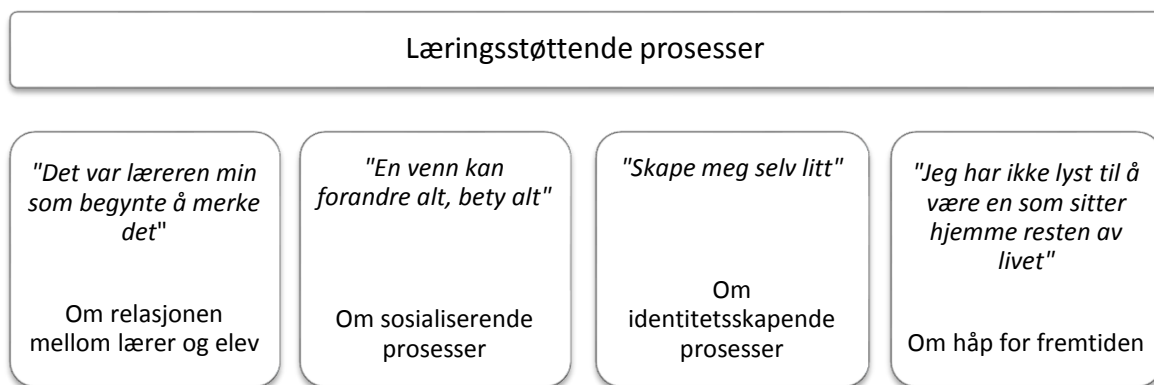 Læringsstøttende prosesser
"Det var læreren min
som begynte å merke
det"
Om relasjonen
mellom lærer og elev
"En venn kan
forandre alt, bety alt"
Om sosialiserende
prosesser
"Skape meg selv litt"
Om
identitetsskapende
prosesser
"Jeg har ikke lyst til å
være en som sitter
hjemme resten av
livet"
Om håp for fremtiden